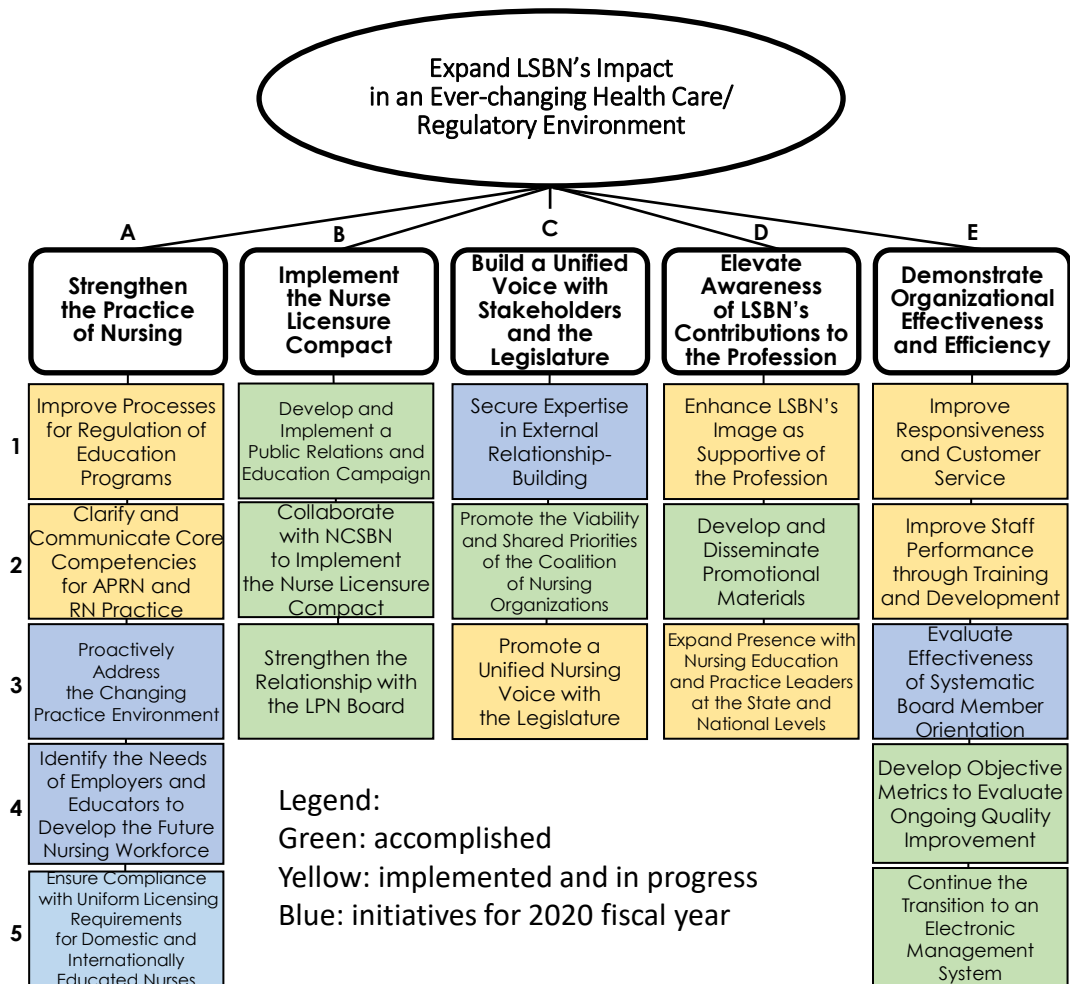 Expand LSBN's Impact
in an Ever-changing Health Care/
Regulatory Environment
A
B
C
D
E
Strengthen
the Practice
of Nursing
Implement
the Nurse
Licensure
Compact
Build a Unified
Voice with
Stakeholders
and the
Legislature
Elevate
Awareness
of LSBN's
Contributions to
the Profession
Demonstrate
Organizational
Effectiveness
and Efficiency
1
Improve Processes
for Regulation of
Education
Programs
Develop and
Implement a
Public Relations and
Education Campaign
Secure Expertise
in External
Relationship-
Building
Enhance LSBN's
Image as
Supportive of
the Profession
Improve
Responsiveness
and Customer
Service
2
Clarify and
Communicate Core
Competencies
for APRN and
RN Practice
Collaborate
with NCSBN
to Implement
the Nurse Licensure
Compact
Promote the Viability
and Shared Priorities
of the Coalition
of Nursing
Organizations
Develop and
Disseminate
Promotional
Materials
Improve Staff
Performance
through Training
and Development
3
Proactively
Address
the Changing
Practice Environment
Strengthen the
Relationship with
the LPN Board
Promote a
Unified Nursing
Voice with
the Legislature
Expand Presence with
Nursing Education
and Practice Leaders
at the State and
National Levels
Evaluate
Effectiveness
of Systematic
Board Member
Orientation
4
Identify the Needs
of Employers and
Educators to
Develop the Future
Nursing Workforce
Develop Objective
Metrics to Evaluate
Ongoing Quality
Improvement
5
Ensure Compliance
with Uniform Licensing
Requirements
for Domestic and
Internationally
Educated Nurses
Continue the
Transition to an
Electronic
Management
System
Legend:
Green: accomplished
Yellow: implemented and in progress
Blue: initiatives for 2020 fiscal year